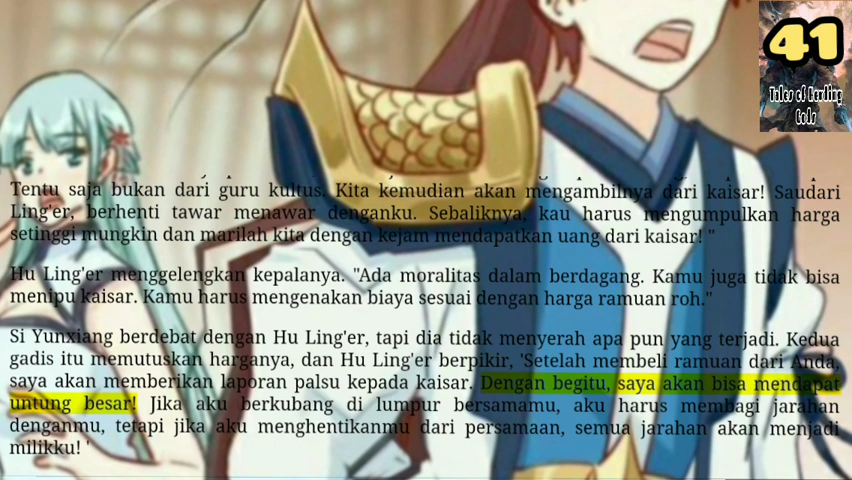 41
Tales of Herding
Gods
Tentu saja bukan dari guru kultus. Kita kemudian akan mengambilnya dari kaisar! Saudari
Ling'er, berhenti tawar menawar denganku. Sebaliknya, kau harus mengumpulkan harga
setinggi mungkin dan marilah kita dengan kejam mendapatkan uang dari kaisar! "
Hu Ling'er menggelengkan kepalanya. "Ada moralitas dalam berdagang. Kamu juga tidak bisa
menipu kaisar. Kamu harus mengenakan biaya sesuai dengan harga ramuan roh."
Si Yunxiang berdebat dengan Hu Ling'er, tapi dia tidak menyerah apa pun yang terjadi. Kedua
gadis itu memutuskan harganya, dan Hu Ling'er berpikir, 'Setelah membeli ramuan dari Anda,
saya akan memberikan laporan palsu kepada kaisar. Dengan begitu, saya akan bisa mendapat
untung besar! Jika aku berkubang di lumpur bersamamu, aku harus membagi jarahan
denganmu, tetapi jika aku menghentikanmu dari persamaan, semua jarahan akan menjadi
milikku! '